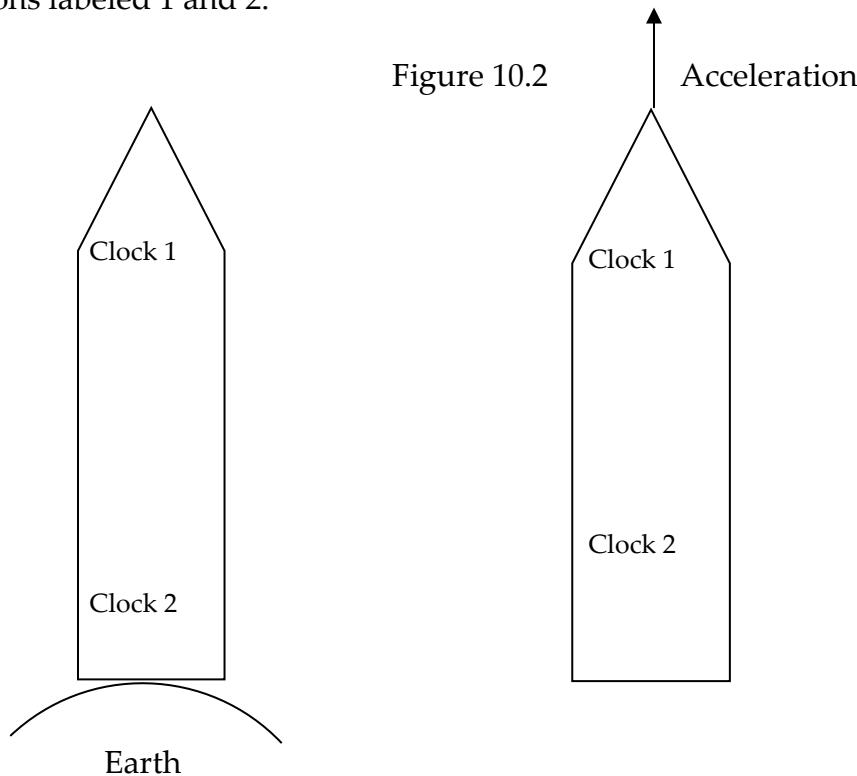 ons labeled 1 and 2.
Figure 10.2 Acceleration
Clock 1
Clock 1
Clock 2
Clock 2
Earth